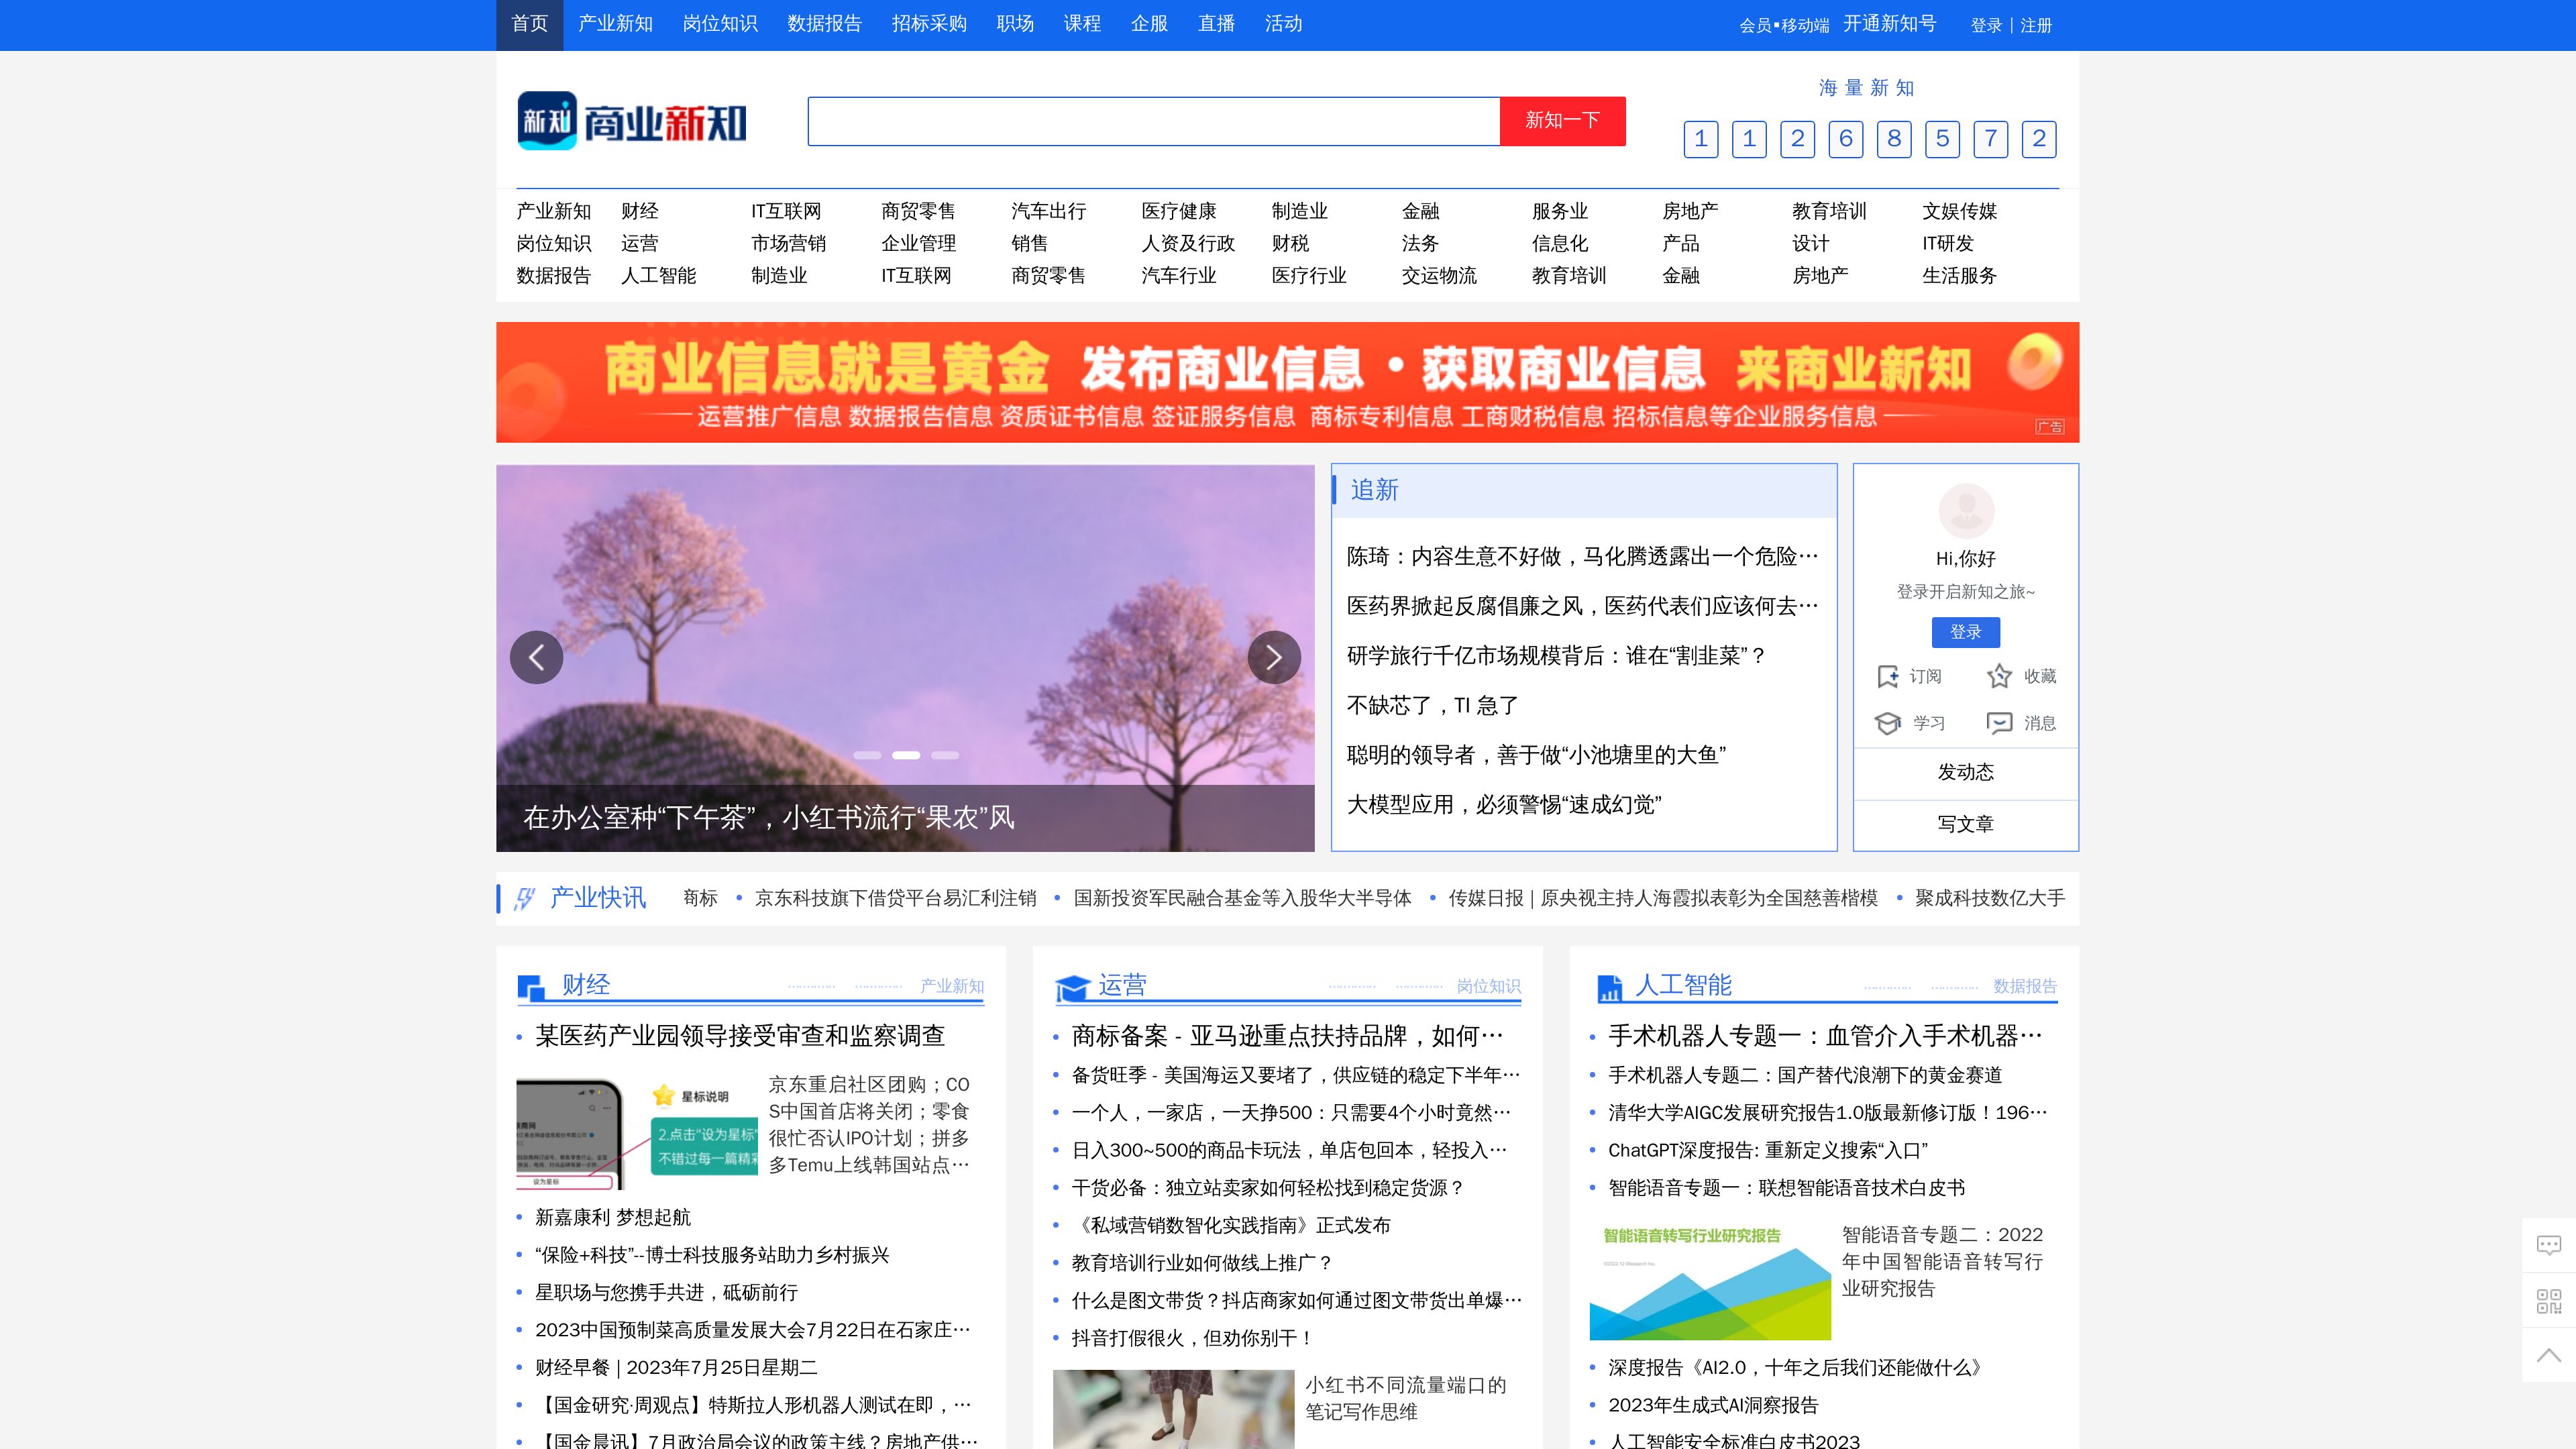 首页 产业新知 岗位知识 数据报告 招标采购 职场 课程 企服 直播 活动 会员▪移动端 开通新知号 登录 | 注册
新知 商业新知
新知一下
海量新知
1 1 2 6 8 5 7 2
产业新知 财经 IT互联网 商贸零售 汽车出行 医疗健康 制造业 金融 服务业 房地产 教育培训 文娱传媒
岗位知识 运营 市场营销 企业管理 销售 人资及行政 财税 法务 信息化 产品 设计 IT研发
数据报告 人工智能 制造业 IT互联网 商贸零售 汽车行业 医疗行业 交运物流 教育培训 金融 房地产 生活服务
商业信息就是黄金 发布商业信息•获取商业信息 来商业新知
运营推广信息 数据报告信息 资质证书信息 签证服务信息 商标专利信息 工商财税信息 招标信息等企业服务信息
广告
在办公室种“下午茶”，小红书流行“果农”风
追新
陈琦：内容生意不好做，马化腾透露出一个危险…
医药界掀起反腐倡廉之风，医药代表们应该何去…
研学旅行千亿市场规模背后：谁在“割韭菜”？
不缺芯了，TI 急了
聪明的领导者，善于做“小池塘里的大鱼”
大模型应用，必须警惕“速成幻觉”
Hi,你好
登录开启新知之旅~
登录
订阅 收藏
学习 消息
发动态
写文章
产业快讯 商标 • 京东科技旗下借贷平台易汇利注销 • 国新投资军民融合基金等入股华大半导体 • 传媒日报 | 原央视主持人海霞拟表彰为全国慈善楷模 • 聚成科技数亿大手
财经 产业新知
某医药产业园领导接受审查和监察调查
星标说明
2.点击“设为星标”
不错过每一篇精彩
设为星标
京东重启社区团购；CO
S中国首店将关闭；零食
很忙否认IPO计划；拼多
多Temu上线韩国站点…
新嘉康利 梦想起航
“保险+科技”--博士科技服务站助力乡村振兴
星职场与您携手共进，砥砺前行
2023中国预制菜高质量发展大会7月22日在石家庄…
财经早餐 | 2023年7月25日星期二
【国金研究·周观点】特斯拉人形机器人测试在即，…
【国金晨讯】7月政治局会议的政策主线？房地产供…
运营 岗位知识
商标备案 - 亚马逊重点扶持品牌，如何…
备货旺季 - 美国海运又要堵了，供应链的稳定下半年…
一个人，一家店，一天挣500：只需要4个小时竟然…
日入300~500的商品卡玩法，单店包回本，轻投入…
干货必备：独立站卖家如何轻松找到稳定货源？
《私域营销数智化实践指南》正式发布
教育培训行业如何做线上推广？
什么是图文带货？抖店商家如何通过图文带货出单爆…
抖音打假很火，但劝你别干！
小红书不同流量端口的
笔记写作思维
人工智能 数据报告
手术机器人专题一：血管介入手术机器…
手术机器人专题二：国产替代浪潮下的黄金赛道
清华大学AIGC发展研究报告1.0版最新修订版！196…
ChatGPT深度报告: 重新定义搜索“入口”
智能语音专题一：联想智能语音技术白皮书
智能语音转写行业研究报告
智能语音专题二：2022
年中国智能语音转写行
业研究报告
深度报告《AI2.0，十年之后我们还能做什么》
2023年生成式AI洞察报告
人工智能安全标准白皮书2023